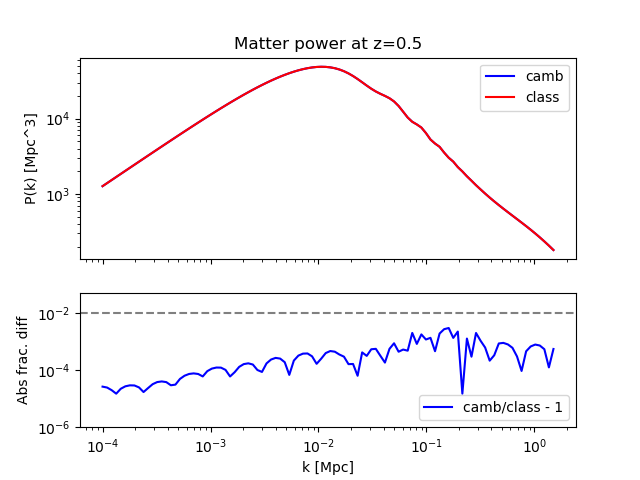 Matter power at z=0.5
P(k) [Mpc^3]
10^4
10^3
camb
class
Abs frac. diff
10^−2
10^−4
10^−6
camb/class - 1
10^−4
10^−3
10^−2
10^−1
10^0
k [Mpc]